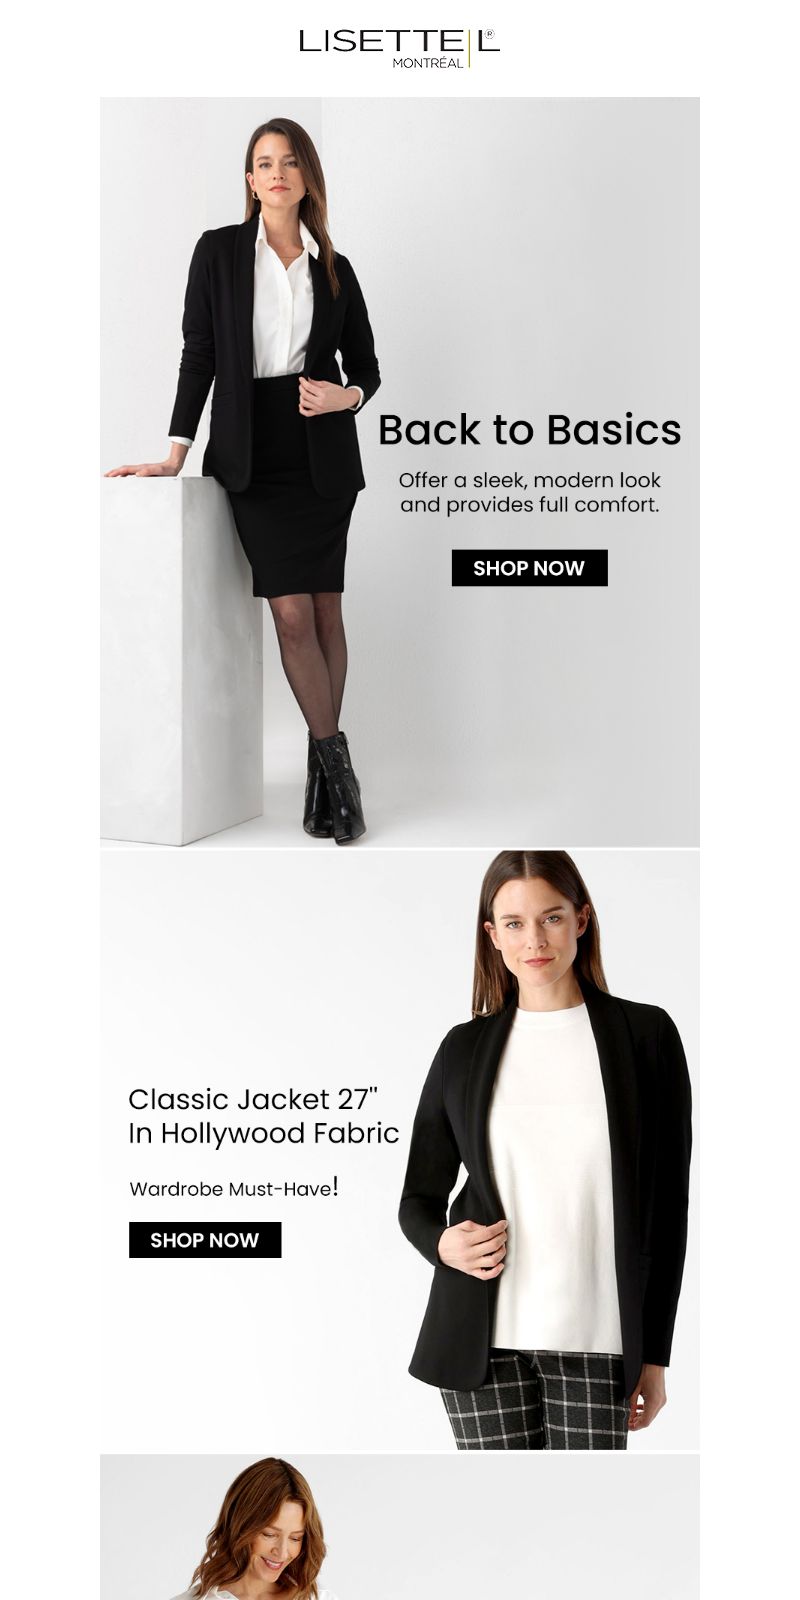 LISETTE L®
MONTRÉAL
Back to Basics
Offer a sleek, modern look
and provides full comfort.
SHOP NOW
Classic Jacket 27"
In Hollywood Fabric
Wardrobe Must-Have!
SHOP NOW